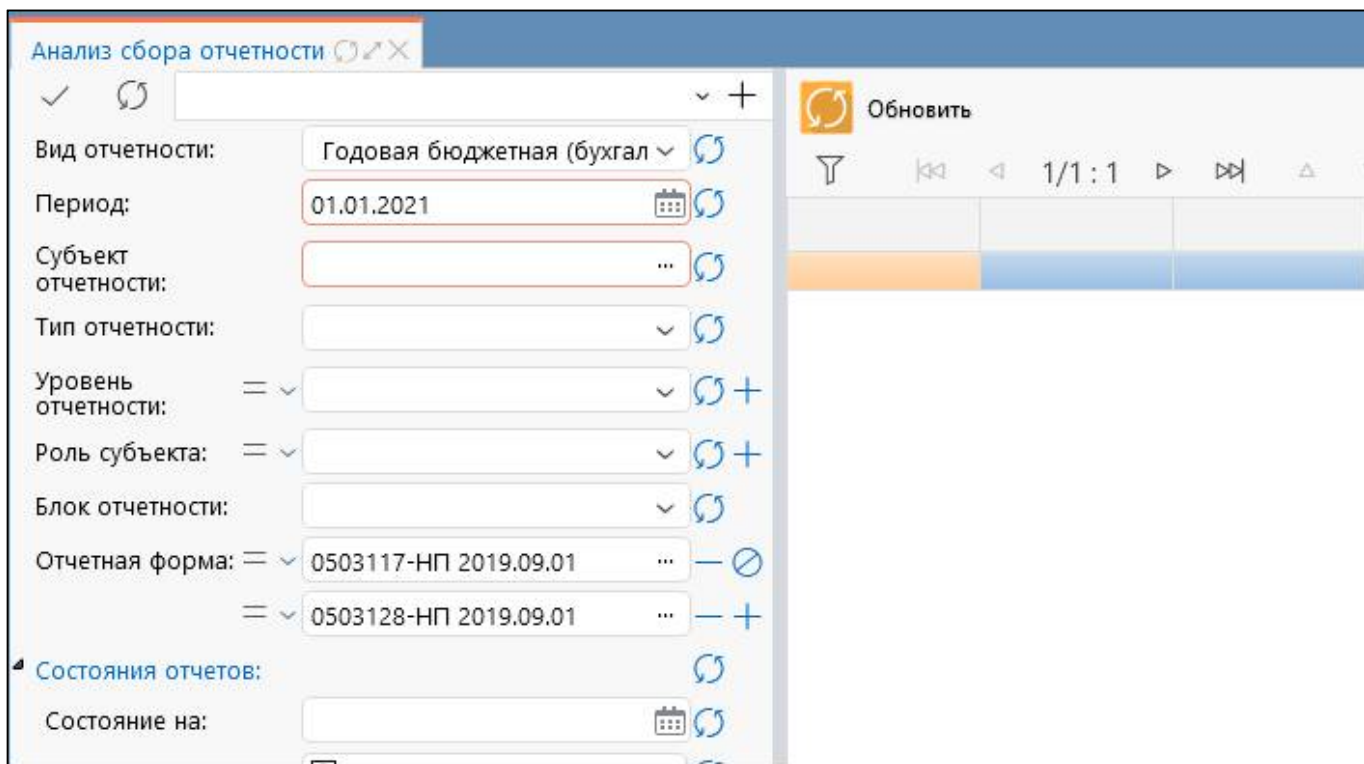 Анализ сбора отчетности
Обновить
Вид отчетности: Годовая бюджетная (бухгал
1/1 : 1
Период: 01.01.2021
Субъект
отчетности:
Тип отчетности:
Уровень
отчетности:
Роль субъекта:
Блок отчетности:
Отчетная форма: 0503117-НП 2019.09.01
0503128-НП 2019.09.01
Состояния отчетов:
Состояние на: